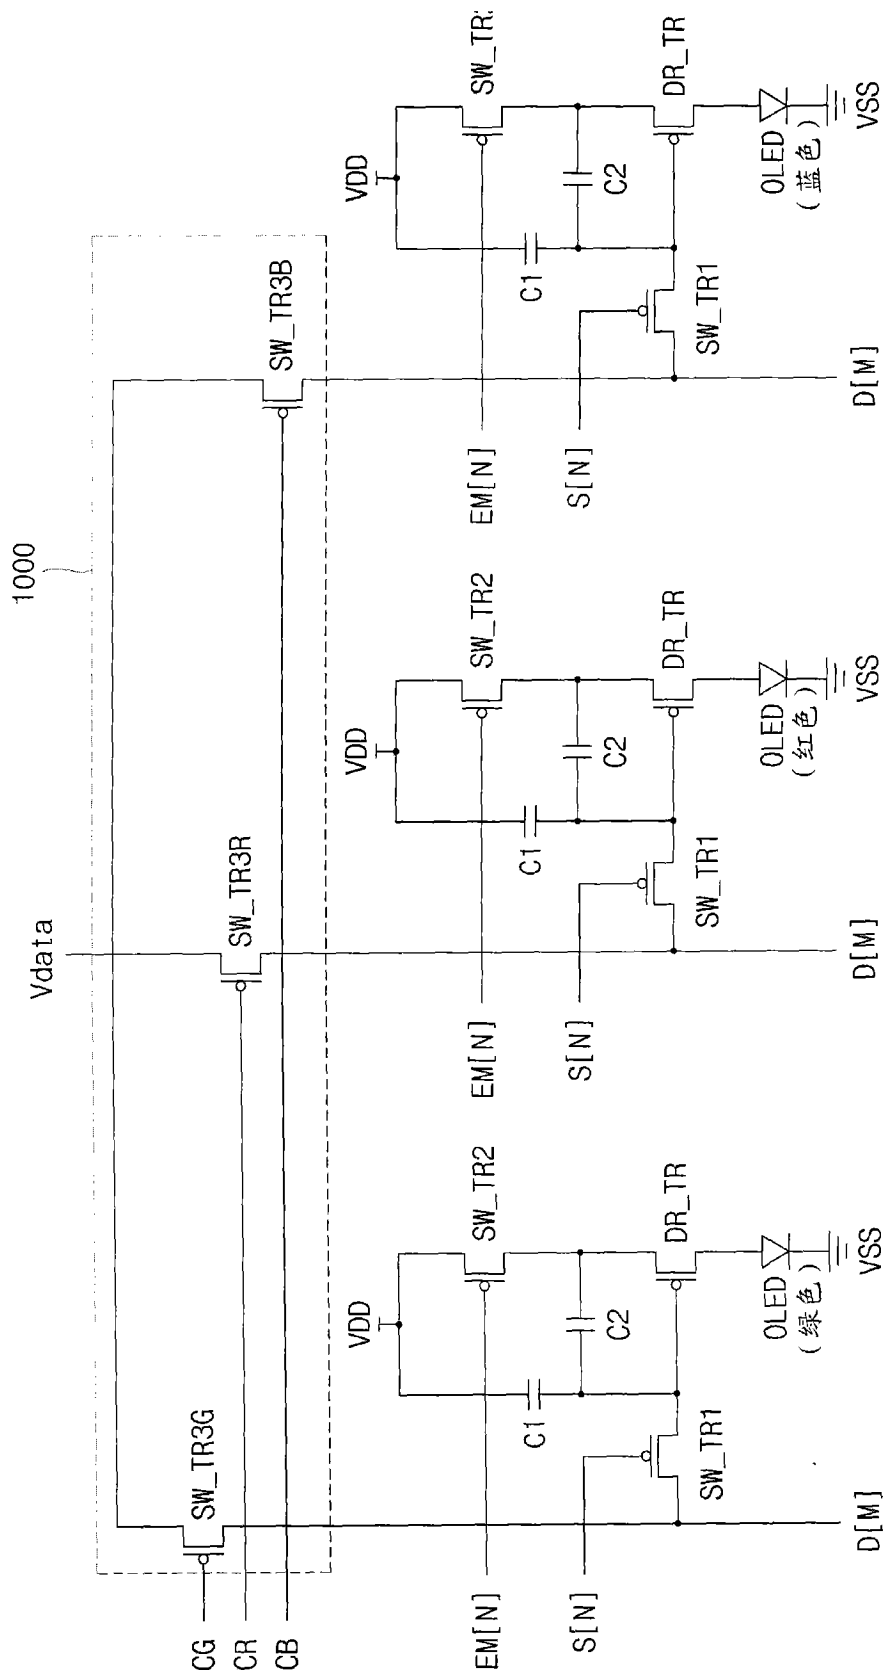 1000
Vdata
CG
CR
CB
SW_TR3G
SW_TR3R
SW_TR3B
VDD
EM[N]
SW_TR2
C1
C2
S[N]
SW_TR1
DR_TR
D[M]
OLED
(绿色)
VSS
VDD
EM[N]
SW_TR2
C1
C2
S[N]
SW_TR1
DR_TR
D[M]
OLED
(红色)
VSS
VDD
EM[N]
SW_TR
C1
C2
S[N]
SW_TR1
DR_TR
D[M]
OLED
(蓝色)
VSS